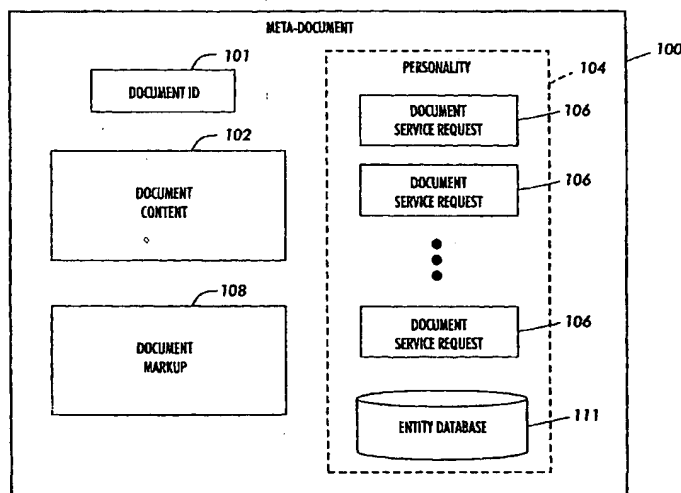 META-DOCUMENT
100
101
DOCUMENT ID
102
DOCUMENT
CONTENT
108
DOCUMENT
MARKUP
PERSONALITY
104
DOCUMENT
SERVICE REQUEST
106
DOCUMENT
SERVICE REQUEST
106
DOCUMENT
SERVICE REQUEST
106
ENTITY DATABASE
111